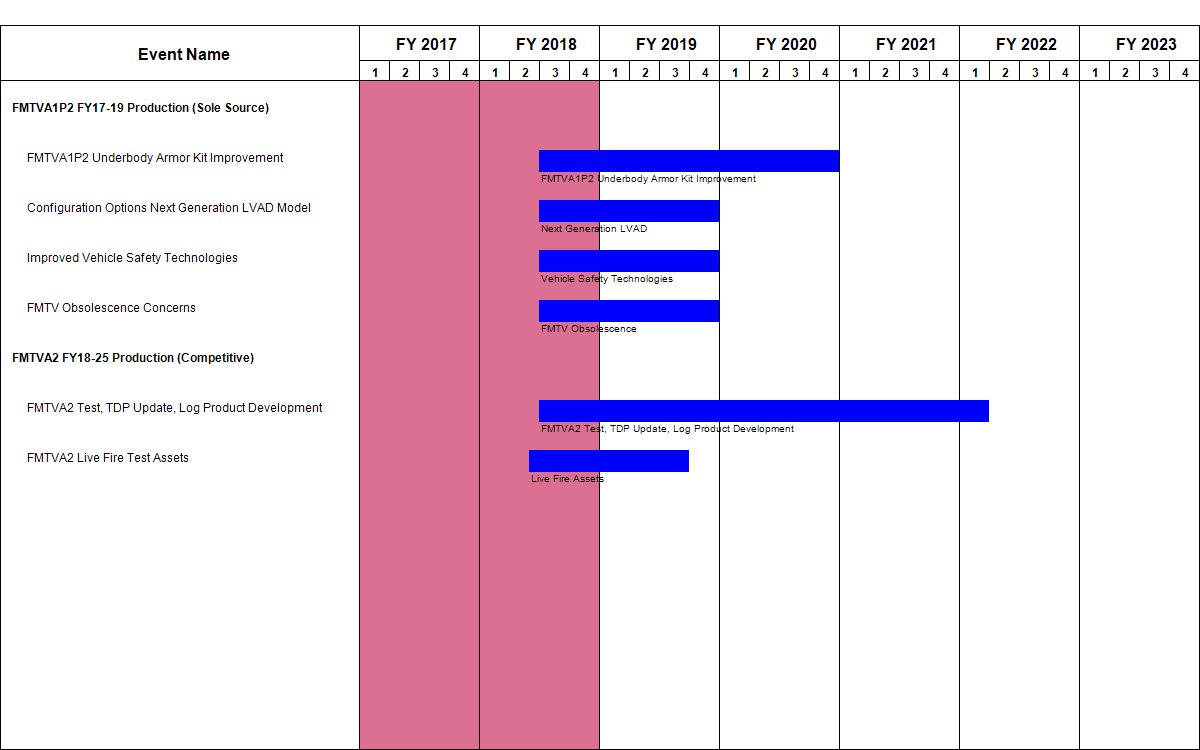 Event Name FY 2017 FY 2018 FY 2019 FY 2020 FY 2021 FY 2022 FY 2023
1 2 3 4 1 2 3 4 1 2 3 4 1 2 3 4 1 2 3 4 1 2 3 4 1 2 3 4
FMTVA1P2 FY17-19 Production (Sole Source)
FMTVA1P2 Underbody Armor Kit Improvement
FMTVA1P2 Underbody Armor Kit Improvement
Configuration Options Next Generation LVAD Model
Next Generation LVAD
Improved Vehicle Safety Technologies
Vehicle Safety Technologies
FMTV Obsolescence Concerns
FMTV Obsolescence
FMTVA2 FY18-25 Production (Competitive)
FMTVA2 Test, TDP Update, Log Product Development
FMTVA2 Test, TDP Update, Log Product Development
FMTVA2 Live Fire Test Assets
Live Fire Assets